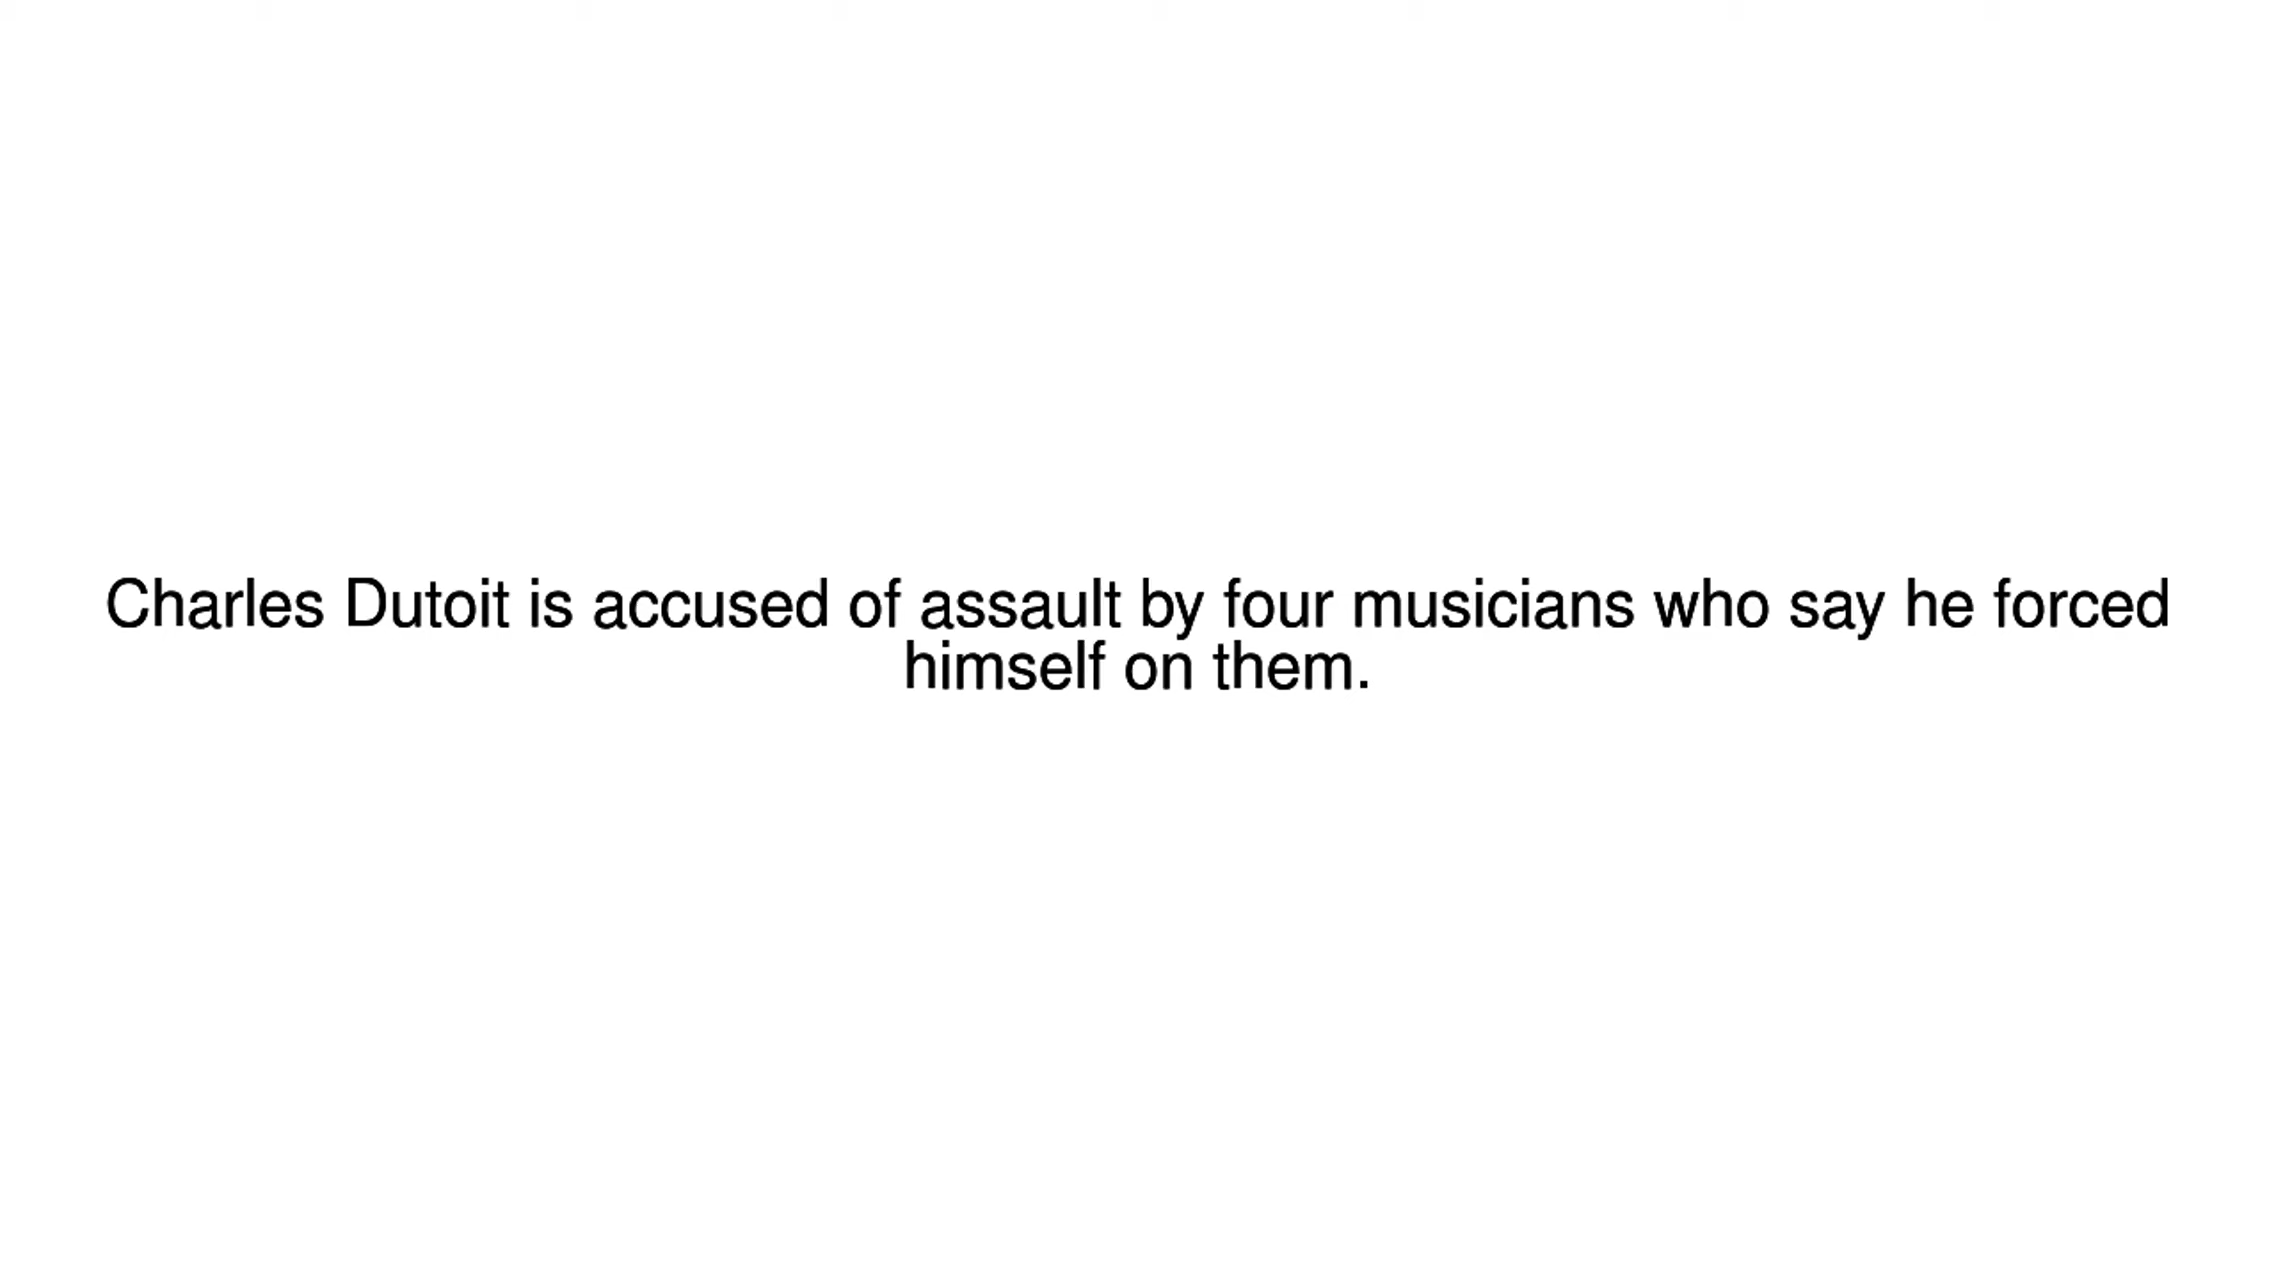 Charles Dutoit is accused of assault by four musicians who say he forced
himself on them.